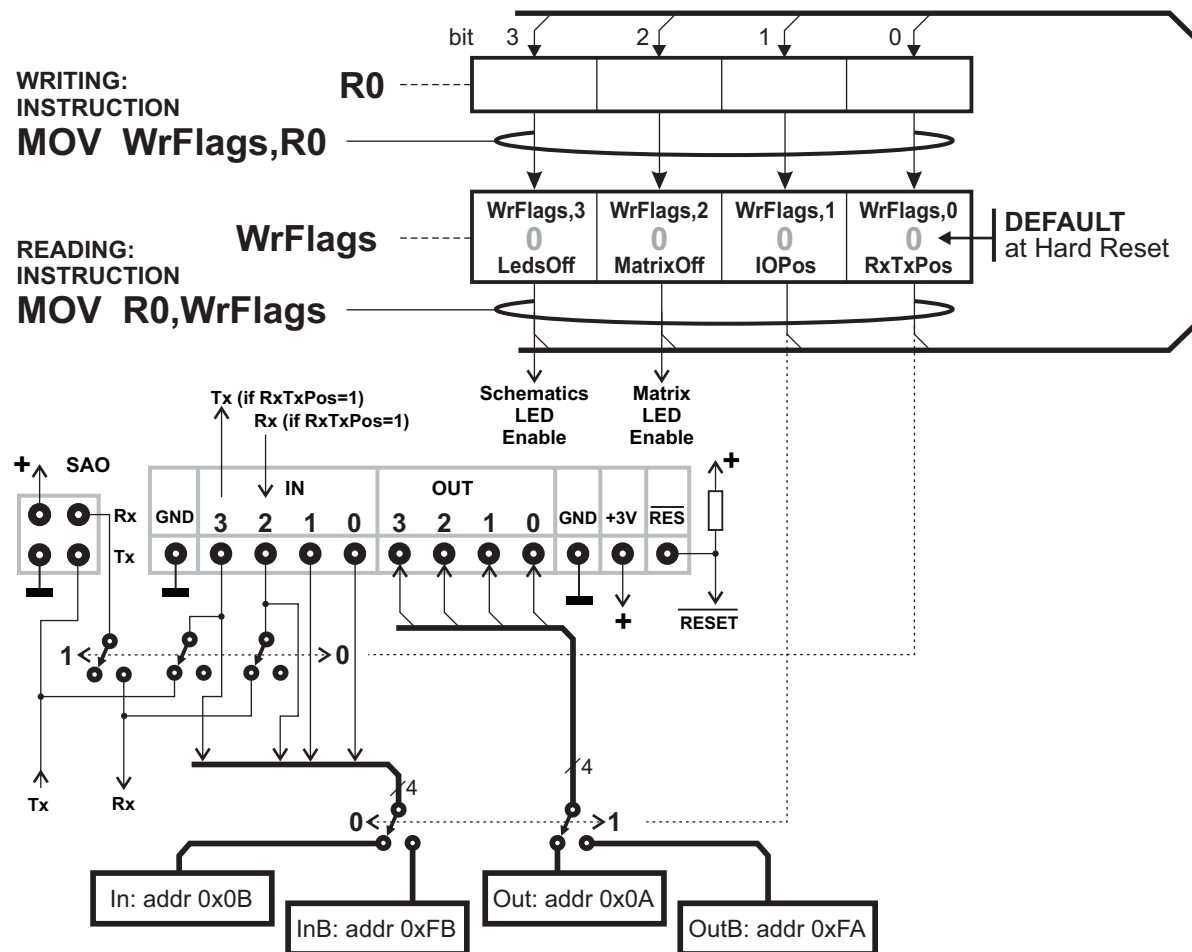 bit 3 2 1 0
WRITING:
INSTRUCTION
MOV WrFlags,R0
R0
WrFlags
WrFlags,3 WrFlags,2 WrFlags,1 WrFlags,0
0 0 0 0
LedsOff MatrixOff IOPos RxTxPos
DEFAULT
at Hard Reset
READING:
INSTRUCTION
MOV R0,WrFlags
Schematics
LED
Enable
Matrix
LED
Enable
Tx (if RxTxPos=1)
Rx (if RxTxPos=1)
+ SAO
Rx
Tx
GND
IN
3 2 1 0
OUT
3 2 1 0
GND +3V RES
+
+
RESET
1 0
Tx Rx
4
4
0 1
In: addr 0x0B
InB: addr 0xFB
Out: addr 0x0A
OutB: addr 0xFA